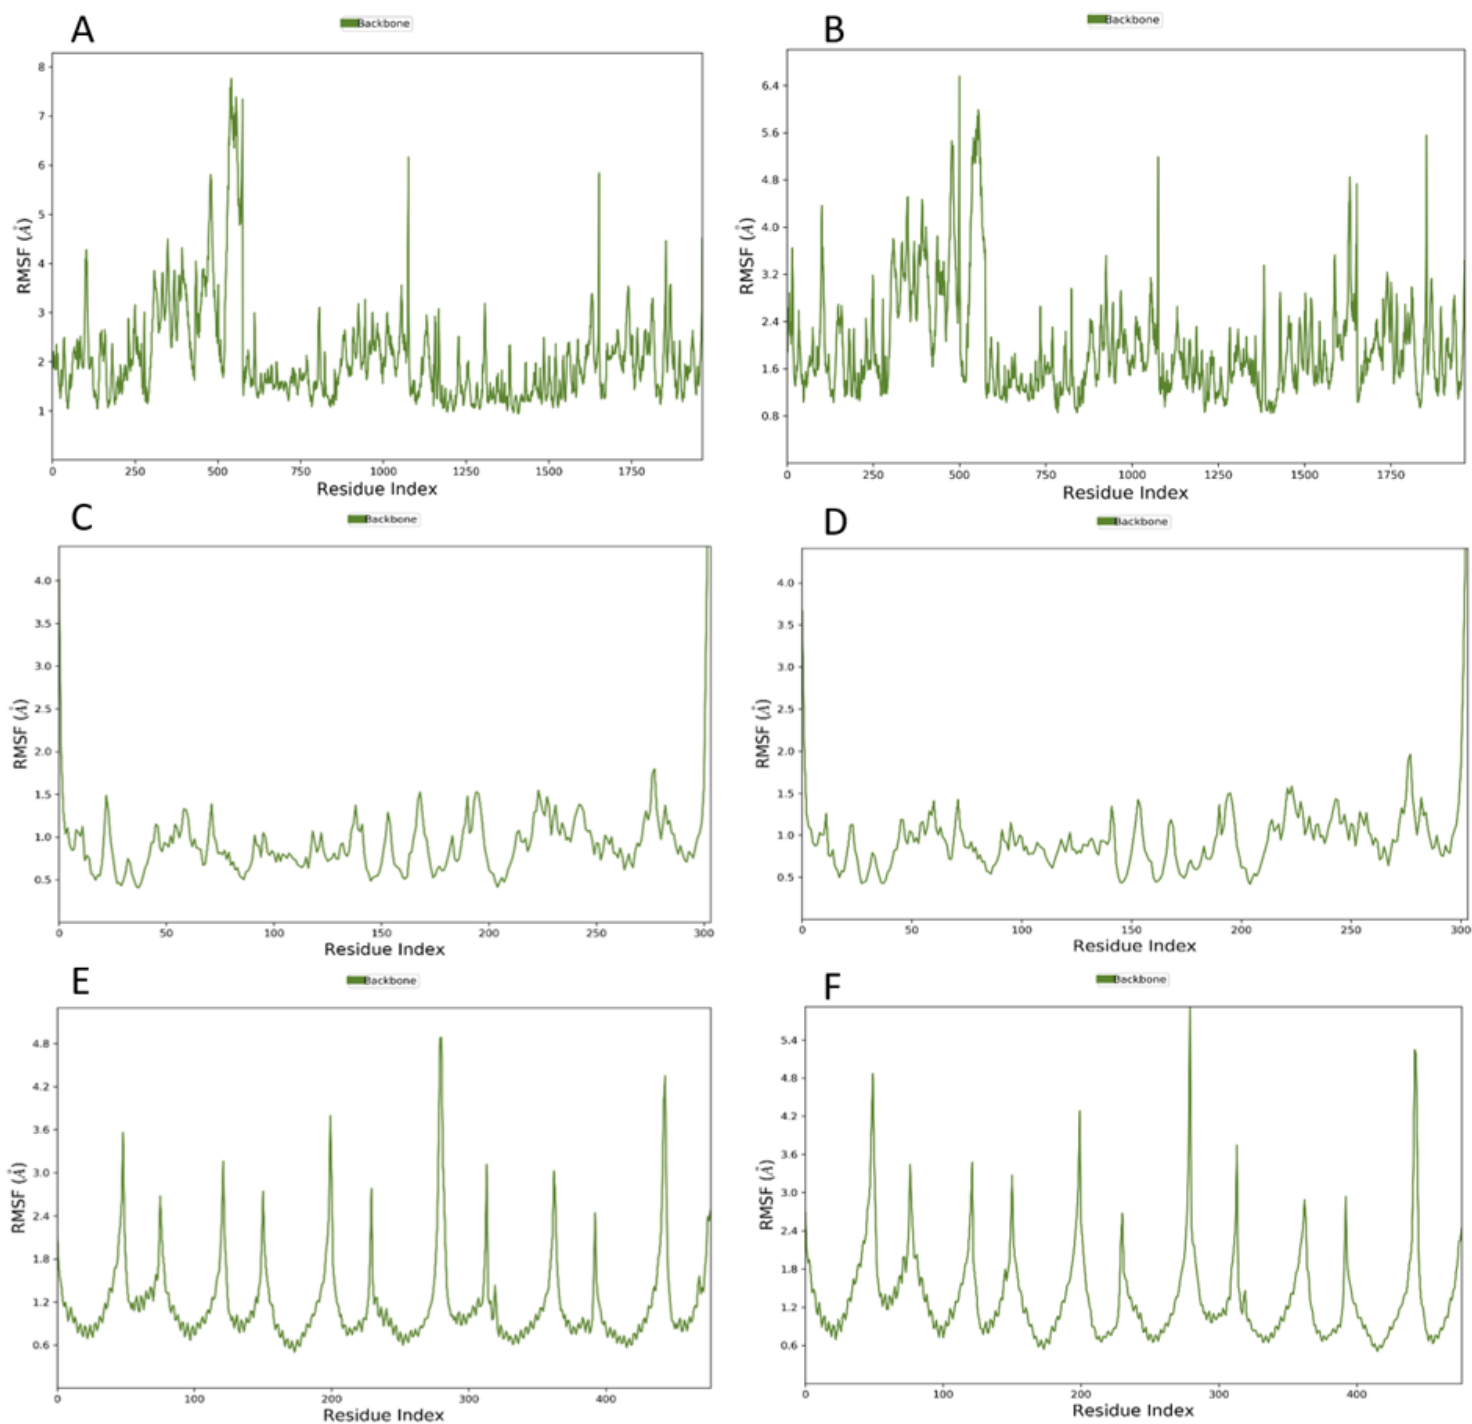 A
Backbone
8
7
6
5
4
3
2
1
RMSF (Å)
0 250 500 750 1000 1250 1500 1750
Residue Index
B
Backbone
6.4
5.6
4.8
4.0
3.2
2.4
1.6
0.8
RMSF (Å)
0 250 500 750 1000 1250 1500 1750
Residue Index
C
Backbone
4.0
3.5
3.0
2.5
2.0
1.5
1.0
0.5
RMSF (Å)
0 50 100 150 200 250 300
Residue Index
D
Backbone
4.0
3.5
3.0
2.5
2.0
1.5
1.0
0.5
RMSF (Å)
0 50 100 150 200 250 300
Residue Index
E
Backbone
4.8
4.2
3.6
3.0
2.4
1.8
1.2
0.6
RMSF (Å)
0 100 200 300 400
Residue Index
F
Backbone
5.4
4.8
4.2
3.6
3.0
2.4
1.8
1.2
0.6
RMSF (Å)
0 100 200 300 400
Residue Index